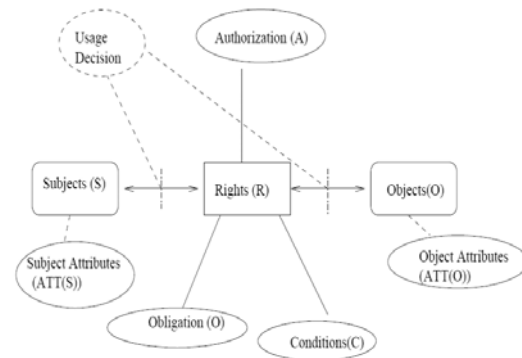 Usage
Decision
Authorization (A)
Subjects (S)
Rights (R)
Objects(O)
Subject Attributes
(ATT(S))
Object Attributes
(ATT(O))
Obligation (O)
Conditions(C)